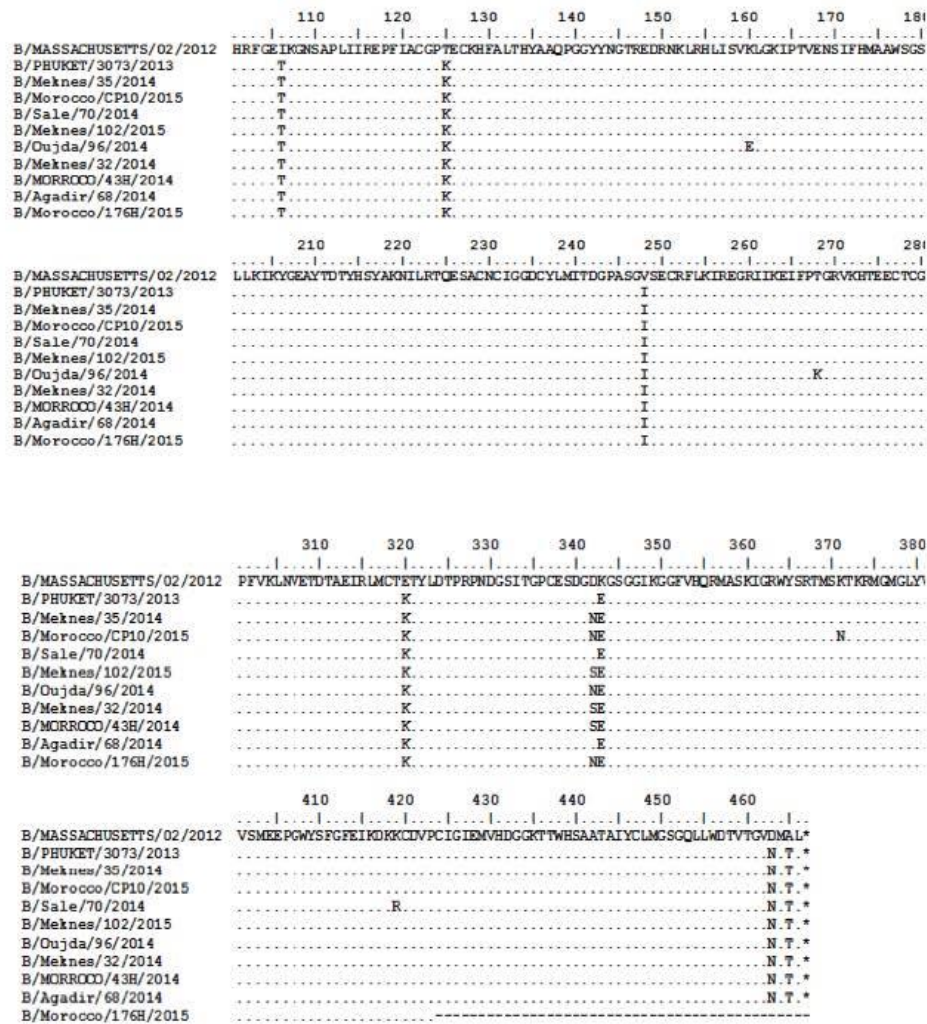 110 120 130 140 150 160 170 180
B/MASSACHUSETTS/02/2012 HRFGEIKGNSAPLIIREPFIACGPTECKHFALTHYAAQPGGYYNGTREDRNKLRHLISVKLGKIPTVENSIFHMAAWSGS
B/PHUKET/3073/2013 .....T..................K.......................................................
B/Meknes/35/2014 .....T..................K.......................................................
B/Morocco/CP10/2015 .....T..................K.......................................................
B/Sale/70/2014 .....T..................K.......................................................
B/Meknes/102/2015 .....T..................K.......................................................
B/Oujda/96/2014 .....T..................K..................................E....................
B/Meknes/32/2014 .....T..................K.......................................................
B/MORROCO/43H/2014 .....T..................K.......................................................
B/Agadir/68/2014 .....T..................K.......................................................
B/Morocco/176H/2015 .....T..................K.......................................................
210 220 230 240 250 260 270 280
B/MASSACHUSETTS/02/2012 LLKIKYGEAYTDTYHSYAKNILRTQESACNCIGGDCYLMITDGPASGVSECRFLKIREGRIIKEIFPTGRVKHTEECTCG
B/PHUKET/3073/2013 ...............................................I................................
B/Meknes/35/2014 ...............................................I................................
B/Morocco/CP10/2015 ...............................................I................................
B/Sale/70/2014 ...............................................I................................
B/Meknes/102/2015 ...............................................I................................
B/Oujda/96/2014 ...............................................I...................K............
B/Meknes/32/2014 ...............................................I................................
B/MORROCO/43H/2014 ...............................................I................................
B/Agadir/68/2014 ...............................................I................................
B/Morocco/176H/2015 ...............................................I................................
310 320 330 340 350 360 370 380
B/MASSACHUSETTS/02/2012 PFVKLNVETDTAEIRLMCTETYLDTPRPNDGSITGPCESDGDKGSGGIKGGFVHQRMASKIGRWYSRTMSKTKRMGMGLYV
B/PHUKET/3073/2013 ...................K......................E.....................................
B/Meknes/35/2014 ...................K.....................NE.....................................
B/Morocco/CP10/2015 ...................K.....................NE...........................N.........
B/Sale/70/2014 ...................K......................E.....................................
B/Meknes/102/2015 ...................K.....................SE.....................................
B/Oujda/96/2014 ...................K.....................NE.....................................
B/Meknes/32/2014 ...................K.....................SE.....................................
B/MORROCO/43H/2014 ...................K.....................SE.....................................
B/Agadir/68/2014 ...................K......................E.....................................
B/Morocco/176H/2015 ...................K.....................NE.....................................
410 420 430 440 450 460
B/MASSACHUSETTS/02/2012 VSMEEPGWYSFGFEIKDKKCDVPCIGIEMVHDGGKTTWHSAATAIYCLMGSGQLLWDTVTGVDMAL*
B/PHUKET/3073/2013 ..............................................................N.T.*
B/Meknes/35/2014 ..............................................................N.T.*
B/Morocco/CP10/2015 ..............................................................N.T.*
B/Sale/70/2014 ..................R...........................................N.T.*
B/Meknes/102/2015 ..............................................................N.T.*
B/Oujda/96/2014 ..............................................................N.T.*
B/Meknes/32/2014 ..............................................................N.T.*
B/MORROCO/43H/2014 ..............................................................N.T.*
B/Agadir/68/2014 ..............................................................N.T.*
B/Morocco/176H/2015 .......................--------------------------------------------